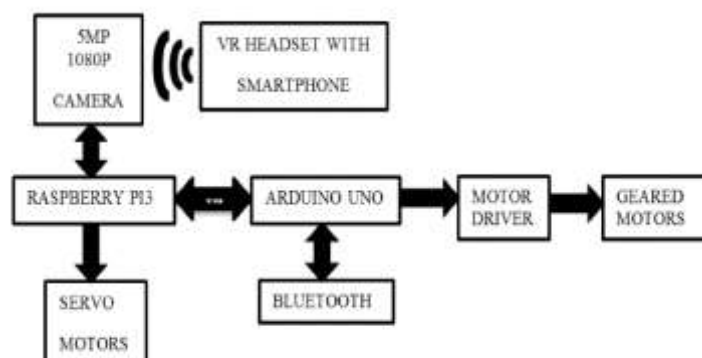 5MP
1080P
CAMERA
VR HEADSET WITH
SMARTPHONE
RASPBERRY PI3
ARDUINO UNO
MOTOR
DRIVER
GEARED
MOTORS
SERVO
MOTORS
BLUETOOTH